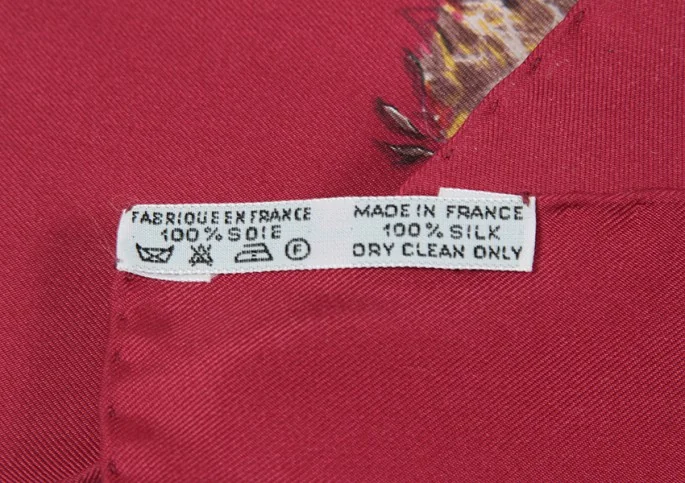 FABRIQUE EN FRANCE
100% SOIE
F
MADE IN FRANCE
100% SILK
DRY CLEAN ONLY